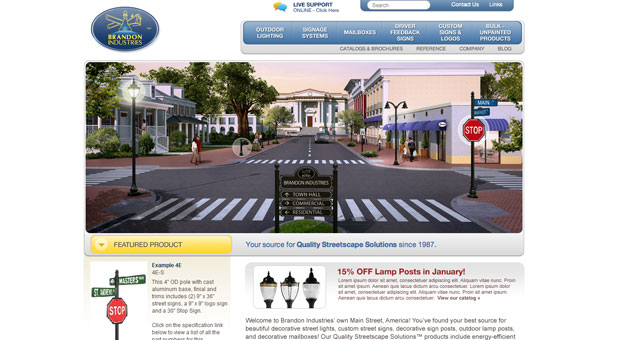 LIVE SUPPORT
ONLINE - Click Here
Search
Contact Us
Links
BRANDON
INDUSTRIES
OUTDOOR
LIGHTING
SIGNAGE
SYSTEMS
MAILBOXES
DRIVER
FEEDBACK
SIGNS
CUSTOM
SIGNS &
LOGOS
BULK -
UNPAINTED
PRODUCTS
CATALOGS & BROCHURES
REFERENCE
COMPANY
BLOG
MAIN
STOP
BRANDON INDUSTRIES
TOWN HALL
COMMERCIAL
RESIDENTIAL
FEATURED PRODUCT
Your source for Quality Streetscape Solutions since 1987.
Example 4E
4E-S
This 4" OD pole with cast
aluminum base, finial and
trims includes (2) 9" x 36"
street signs, a 9" x 9" logo sign
and a 30" Stop Sign.
Click on the specification link
below to view a list of all the
part numbers for this
MASTERS
ST. ANDREWS
STOP
15% OFF Lamp Posts in January!
Lorem ipsum dolor sit amet, consectetur adipiscing elit. Aliquam vitae nunc. Proin
sit amet ipsum. Aenean quis lectus dictum arcu consectetuer. Lorem ipsum dolor sit
amet, consectetur adipiscing elit. Aliquam vitae nunc. Proin sit amet ipsum.
Aenean quis lectus dictum arcu consectetuer. View our catalog »
Welcome to Brandon Industries' own Main Street, America! You've found your best source for
beautiful decorative street lights, custom street signs, decorative sign posts, outdoor lamp posts,
and decorative mailboxes! Our Quality Streetscape Solutions™ products include energy-efficient